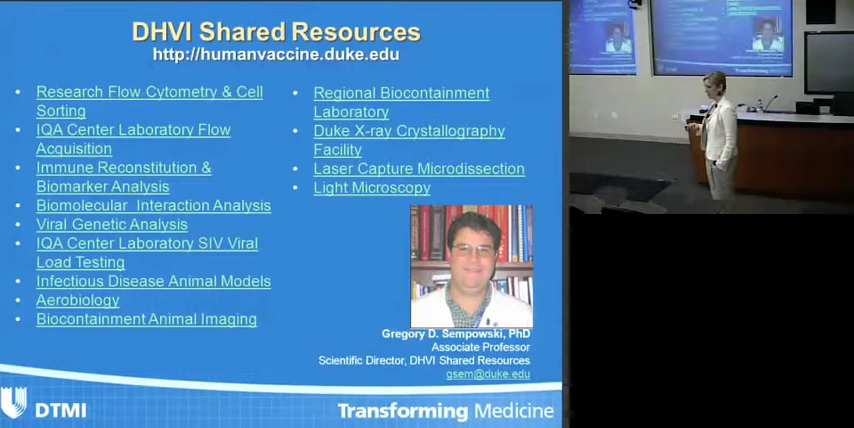 DHVI Shared Resources
http://humanvaccine.duke.edu
• Research Flow Cytometry & Cell
Sorting
• IQA Center Laboratory Flow
Acquisition
• Immune Reconstitution &
Biomarker Analysis
• Biomolecular Interaction Analysis
• Viral Genetic Analysis
• IQA Center Laboratory SIV Viral
Load Testing
• Infectious Disease Animal Models
• Aerobiology
• Biocontainment Animal Imaging
• Regional Biocontainment
Laboratory
• Duke X-ray Crystallography
Facility
• Laser Capture Microdissection
• Light Microscopy
Gregory D. Sempowski, PhD
Associate Professor
Scientific Director, DHVI Shared Resources
gsem@duke.edu
DTMI
Transforming Medicine
Transforming Medicine